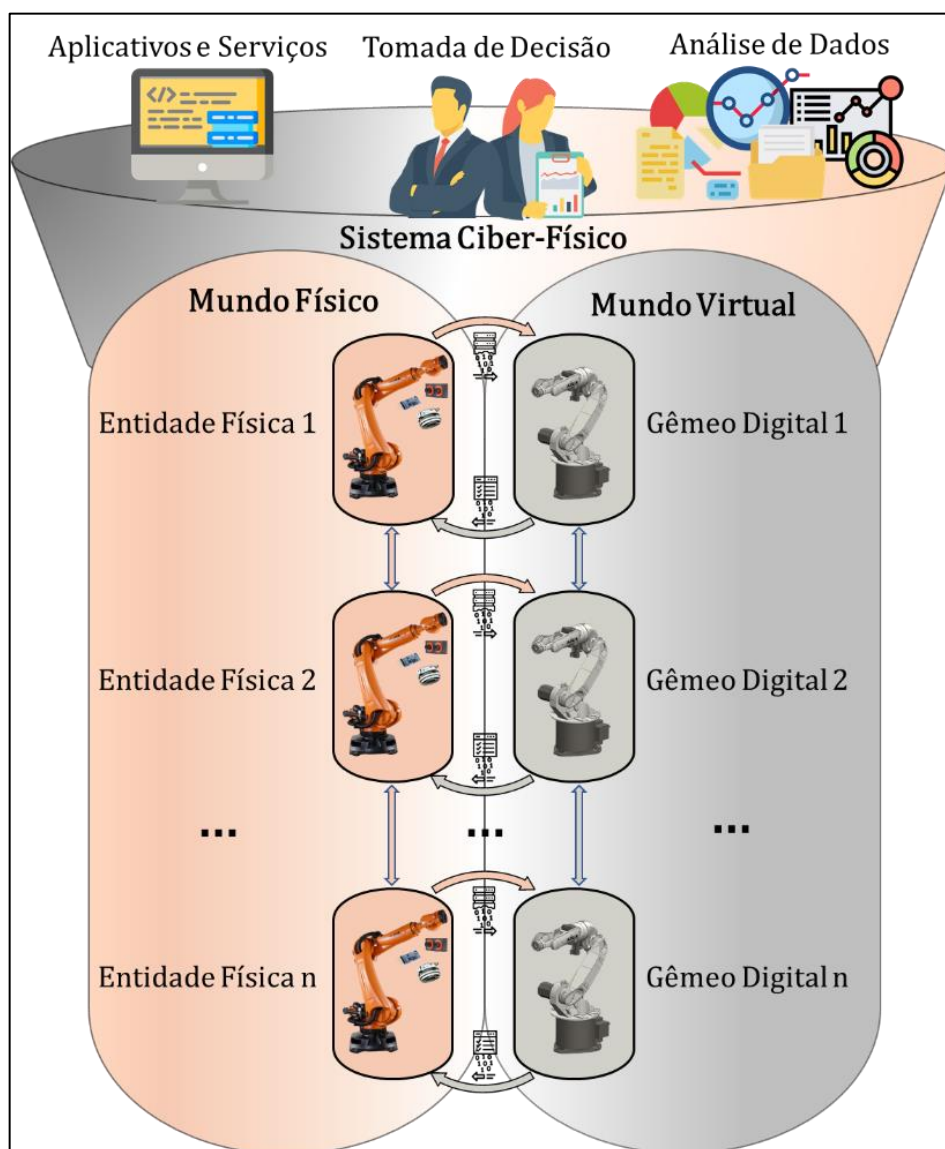 Aplicativos e Serviços
Tomada de Decisão
Análise de Dados
Sistema Ciber-Físico
Mundo Físico
Mundo Virtual
Entidade Física 1
Gêmeo Digital 1
Entidade Física 2
Gêmeo Digital 2
... ... ...
Entidade Física n
Gêmeo Digital n